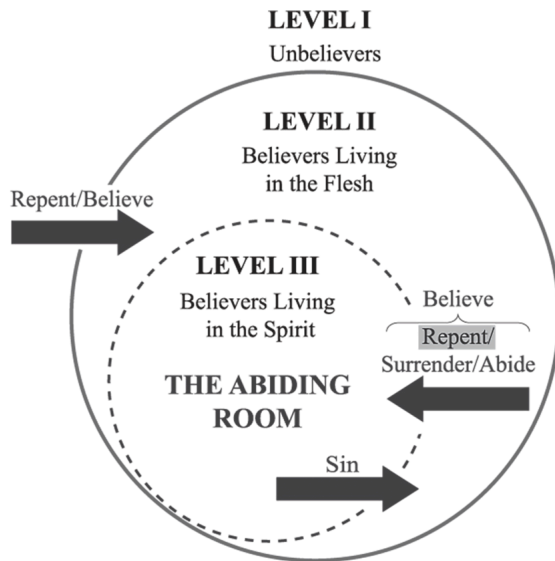 LEVEL I
Unbelievers
LEVEL II
Believers Living
in the Flesh
Repent/Believe
LEVEL III
Believers Living
in the Spirit
THE ABIDING
ROOM
Believe
Repent/
Surrender/Abide
Sin